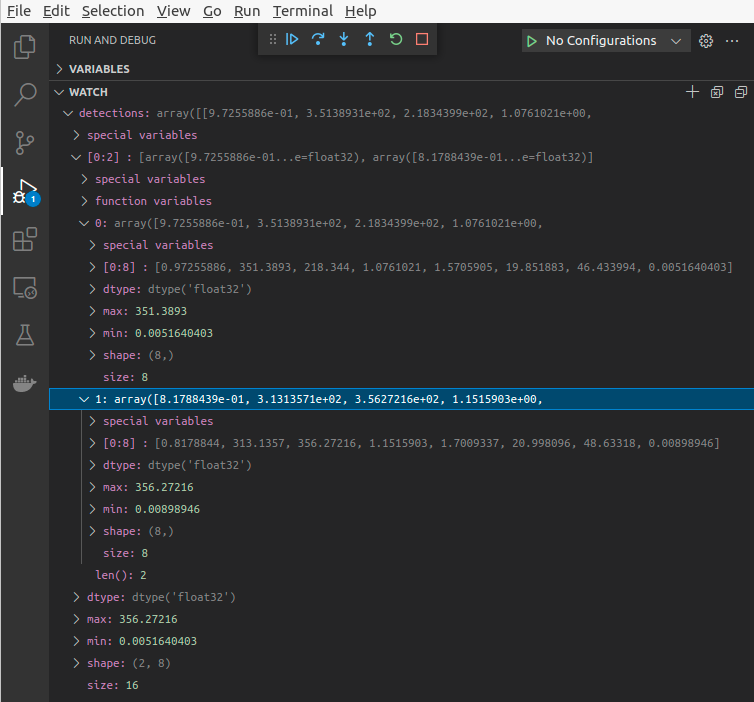 File Edit Selection View Go Run Terminal Help
RUN AND DEBUG
No Configurations
VARIABLES
WATCH
detections: array([[9.7255886e-01, 3.5138931e+02, 2.1834399e+02, 1.0761021e+00,
special variables
[0:2] : [array([9.7255886e-01...e=float32), array([8.1788439e-01...e=float32)]
special variables
function variables
0: array([9.7255886e-01, 3.5138931e+02, 2.1834399e+02, 1.0761021e+00,
special variables
[0:8] : [0.97255886, 351.3893, 218.344, 1.0761021, 1.5705905, 19.851883, 46.433994, 0.0051640403]
dtype: dtype('float32')
max: 351.3893
min: 0.0051640403
shape: (8,)
size: 8
1: array([8.1788439e-01, 3.1313571e+02, 3.5627216e+02, 1.1515903e+00,
special variables
[0:8] : [0.8178844, 313.1357, 356.27216, 1.1515903, 1.7009337, 20.998096, 48.63318, 0.00898946]
dtype: dtype('float32')
max: 356.27216
min: 0.00898946
shape: (8,)
size: 8
len(): 2
dtype: dtype('float32')
max: 356.27216
min: 0.0051640403
shape: (2, 8)
size: 16
1